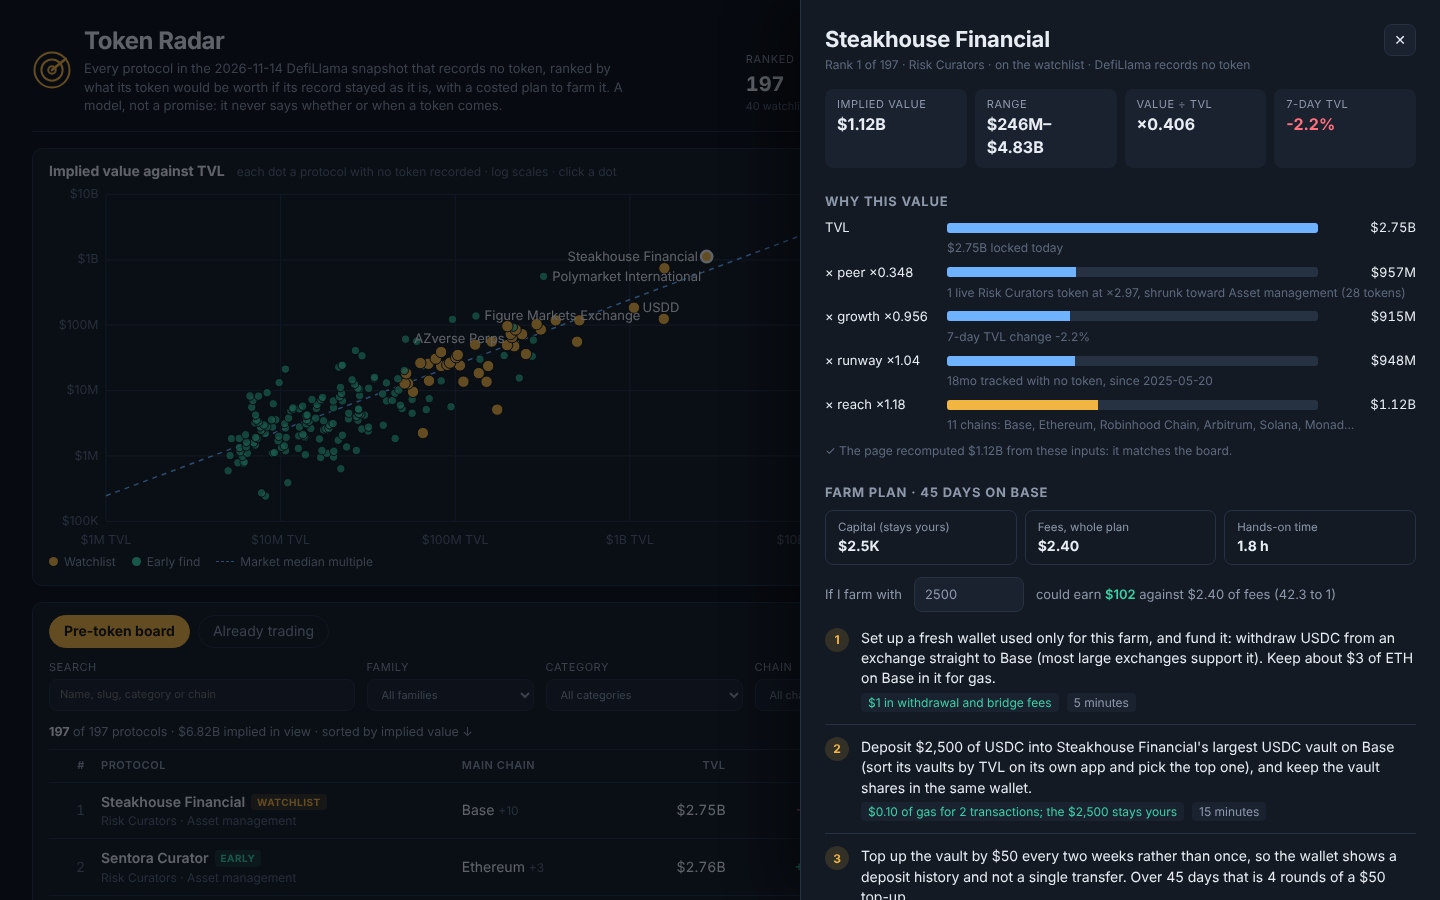 Token Radar
Every protocol in the 2026-11-14 DefiLlama snapshot that records no token, ranked by
what its token would be worth if its record stayed as it is, with a costed plan to farm it. A
model, not a promise: it never says whether or when a token comes.
RANKED
197
40 watchli
Implied value against TVL each dot a protocol with no token recorded · log scales · click a dot
$10B
$1B
$100M
$10M
$1M
$100K
$1M TVL
$10M TVL
$100M TVL
$1B TVL
$10B
Steakhouse Financial
Polymarket International
USDD
Figure Markets Exchange
AZverse Perps
Watchlist
Early find
Market median multiple
Pre-token board
Already trading
SEARCH
FAMILY
CATEGORY
CHAIN
Name, slug, category or chain
All families
All categories
All cha
197 of 197 protocols · $6.82B implied in view · sorted by implied value ↓
# PROTOCOL MAIN CHAIN TVL
1 Steakhouse Financial WATCHLIST Base +10 $2.75B
Risk Curators · Asset management
2 Sentora Curator EARLY Ethereum +3 $2.76B
Risk Curators · Asset management
Steakhouse Financial
×
Rank 1 of 197 · Risk Curators · on the watchlist · DefiLlama records no token
IMPLIED VALUE
$1.12B
RANGE
$246M–
$4.83B
VALUE ÷ TVL
×0.406
7-DAY TVL
-2.2%
WHY THIS VALUE
TVL $2.75B
$2.75B locked today
× peer ×0.348 $957M
1 live Risk Curators token at ×2.97, shrunk toward Asset management (28 tokens)
× growth ×0.956 $915M
7-day TVL change -2.2%
× runway ×1.04 $948M
18mo tracked with no token, since 2025-05-20
× reach ×1.18 $1.12B
11 chains: Base, Ethereum, Robinhood Chain, Arbitrum, Solana, Monad…
✓ The page recomputed $1.12B from these inputs: it matches the board.
FARM PLAN · 45 DAYS ON BASE
Capital (stays yours)
$2.5K
Fees, whole plan
$2.40
Hands-on time
1.8 h
If I farm with 2500 could earn $102 against $2.40 of fees (42.3 to 1)
1 Set up a fresh wallet used only for this farm, and fund it: withdraw USDC from an
exchange straight to Base (most large exchanges support it). Keep about $3 of ETH
on Base in it for gas.
$1 in withdrawal and bridge fees 5 minutes
2 Deposit $2,500 of USDC into Steakhouse Financial's largest USDC vault on Base
(sort its vaults by TVL on its own app and pick the top one), and keep the vault
shares in the same wallet.
$0.10 of gas for 2 transactions; the $2,500 stays yours 15 minutes
3 Top up the vault by $50 every two weeks rather than once, so the wallet shows a
deposit history and not a single transfer. Over 45 days that is 4 rounds of a $50
top-up.